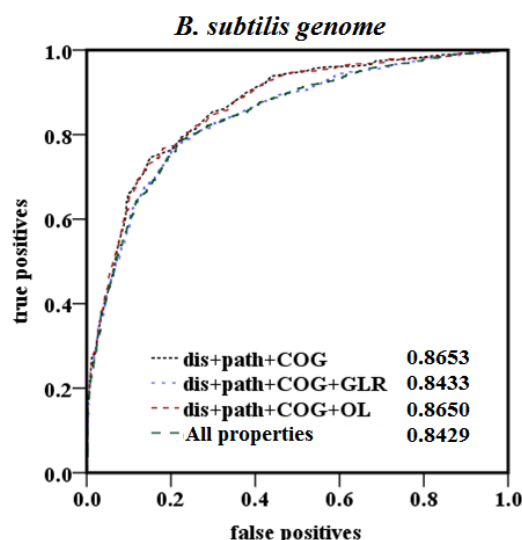 B. subtilis genome
1.0
0.8
0.6
0.4
0.2
0.0
true positives
dis+path+COG 0.8653
dis+path+COG+GLR 0.8433
dis+path+COG+OL 0.8650
All properties 0.8429
0.0 0.2 0.4 0.6 0.8 1.0
false positives